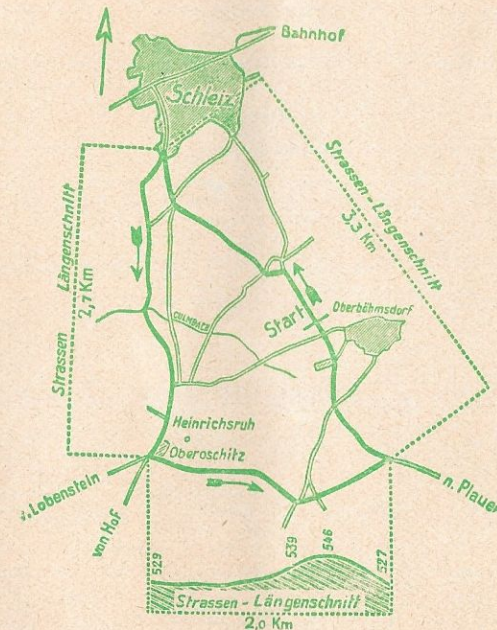 Bahnhof
Schleiz
Strassen - Längenschnitt
3,3 Km
Strassen Längenschnitt
2,7 Km
CULMBACH
Start
Oberböhmsdorf
Heinrichsruh
Oberoschitz
Lobenstein
von Hof
n. Plauen
529
539
546
527
Strassen - Längenschnitt
2,0 Km